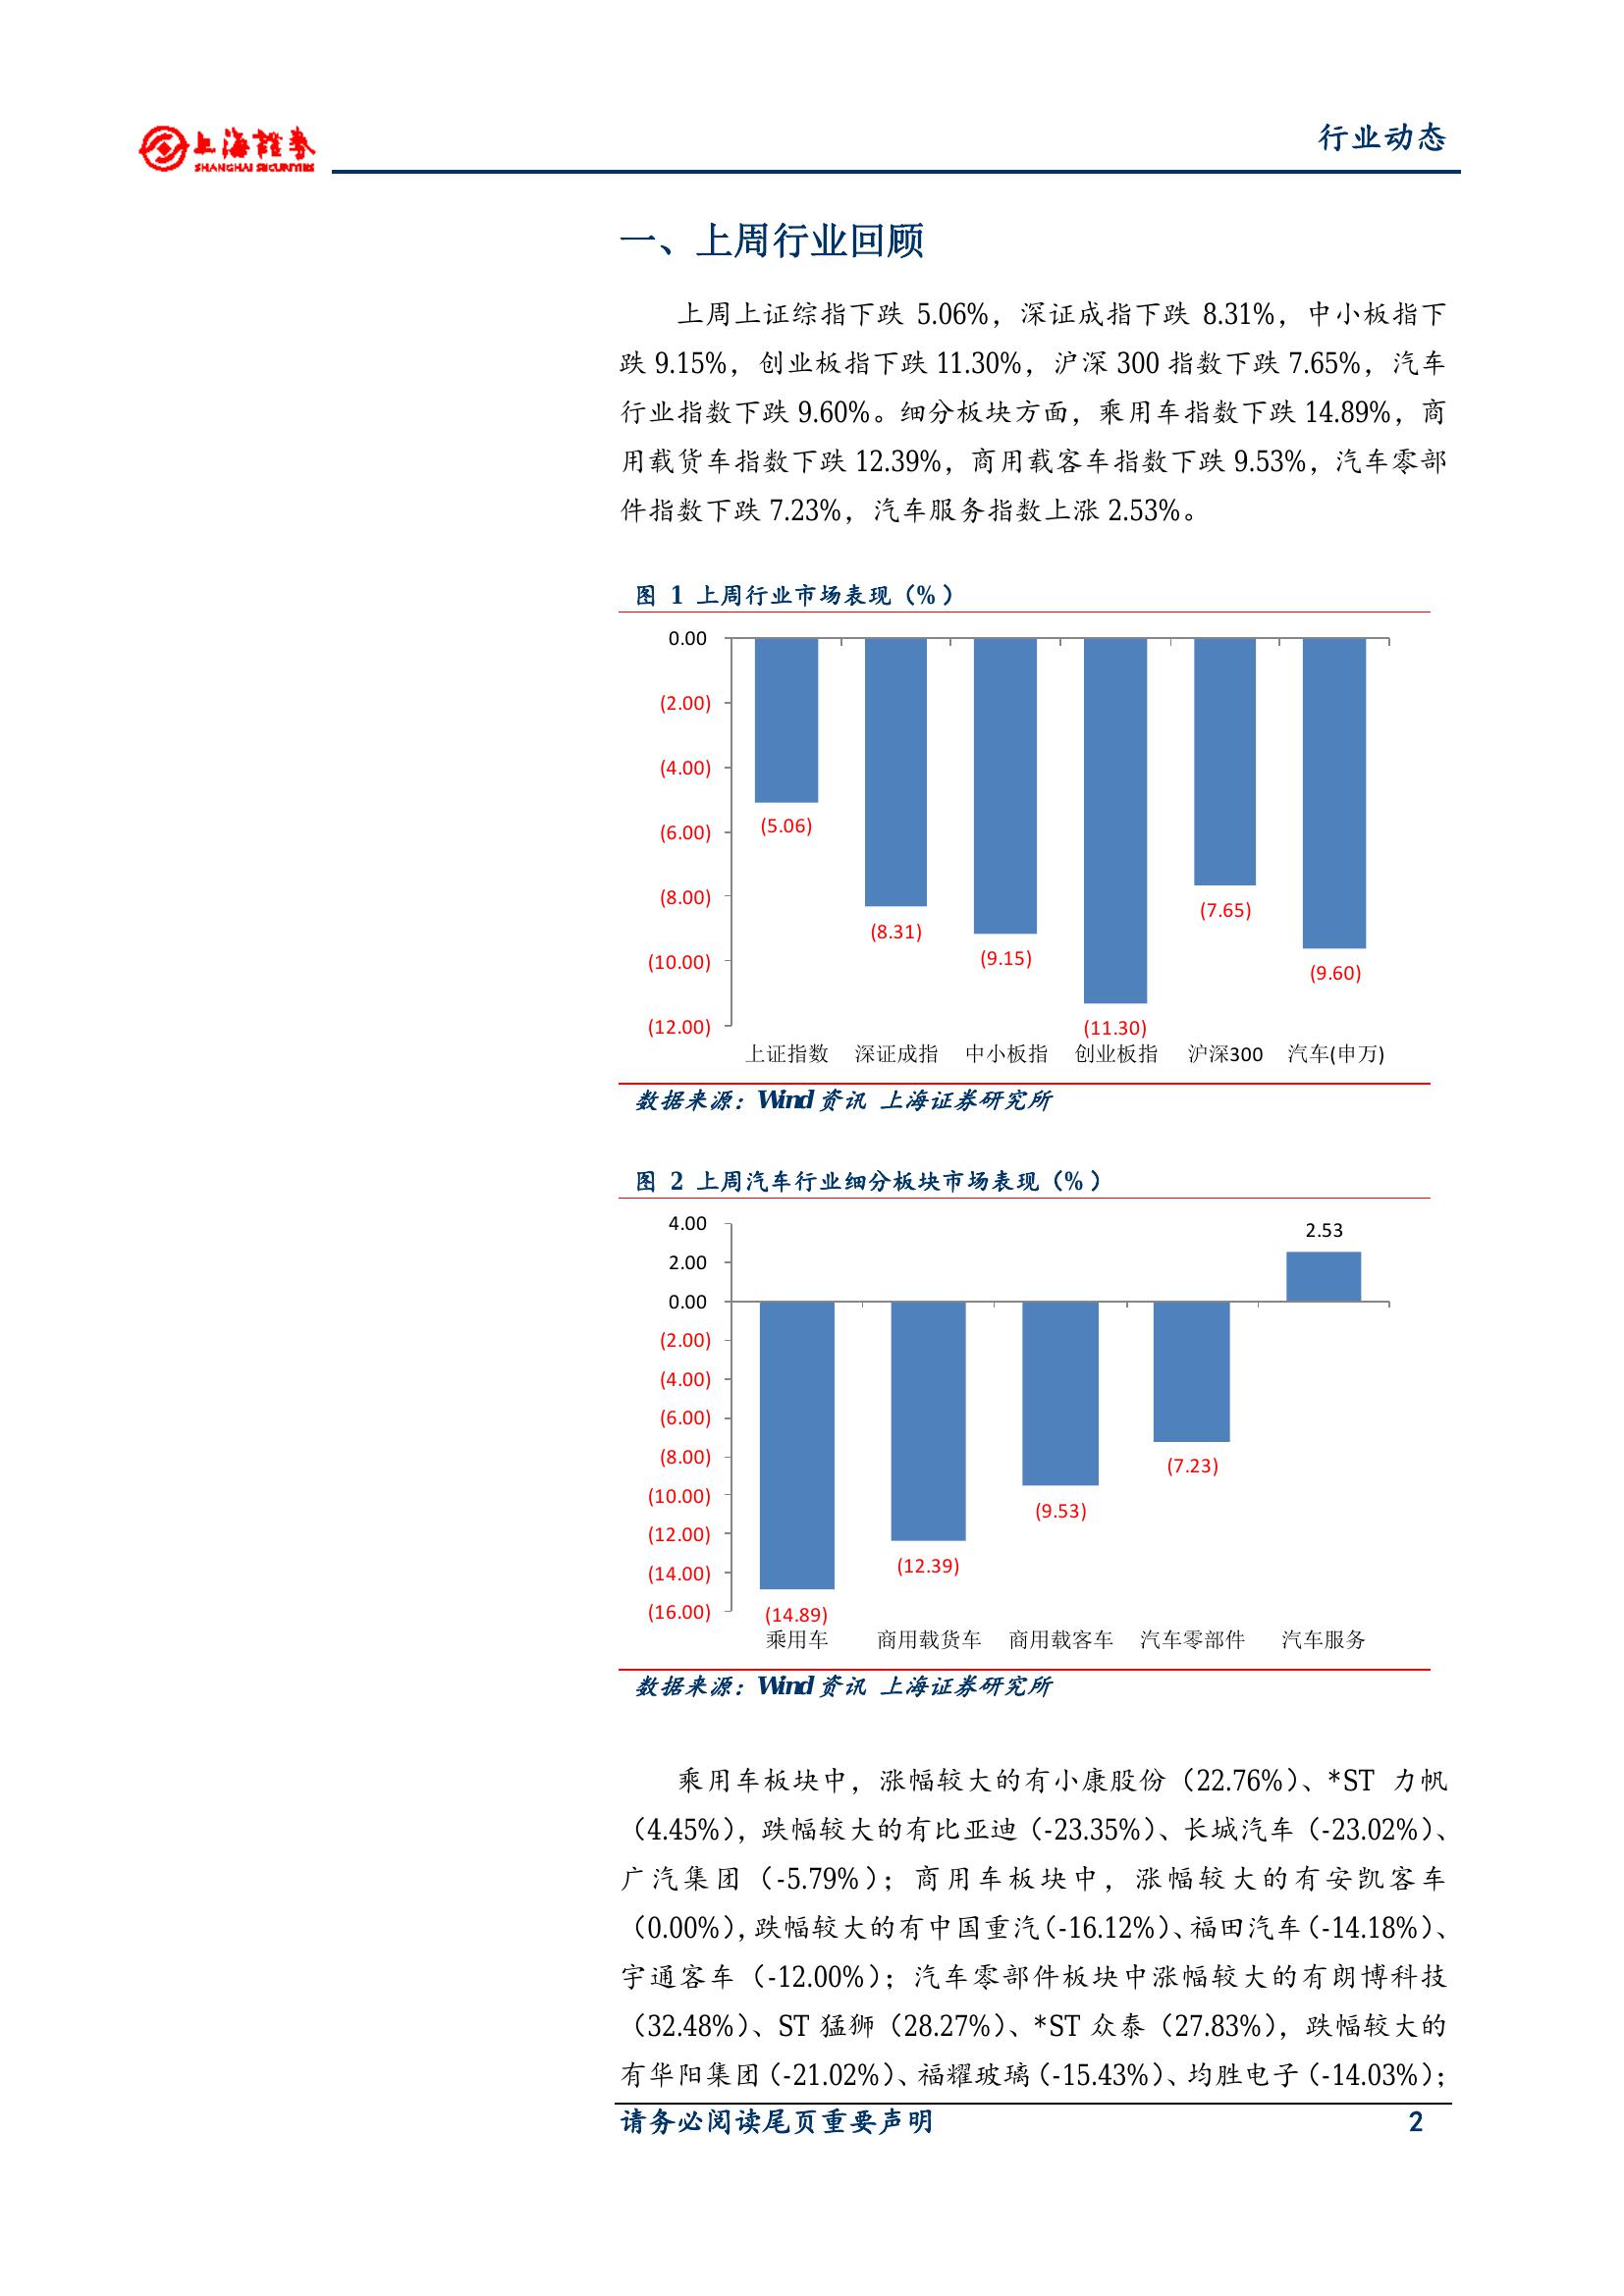 上海證券
SHANGHAI SECURITIES
行业动态
一、上周行业回顾
上周上证综指下跌 5.06%，深证成指下跌 8.31%，中小板指下
跌 9.15%，创业板指下跌 11.30%，沪深 300 指数下跌 7.65%，汽车
行业指数下跌 9.60%。细分板块方面，乘用车指数下跌 14.89%，商
用载货车指数下跌 12.39%，商用载客车指数下跌 9.53%，汽车零部
件指数下跌 7.23%，汽车服务指数上涨 2.53%。
图 1 上周行业市场表现（%）
0.00
(2.00)
(4.00)
(6.00)
(8.00)
(10.00)
(12.00)
(5.06)
(8.31)
(9.15)
(11.30)
(7.65)
(9.60)
上证指数 深证成指 中小板指 创业板指 沪深300 汽车(申万)
数据来源：Wind 资讯 上海证券研究所
图 2 上周汽车行业细分板块市场表现（%）
4.00
2.00
0.00
(2.00)
(4.00)
(6.00)
(8.00)
(10.00)
(12.00)
(14.00)
(16.00)
(14.89)
(12.39)
(9.53)
(7.23)
2.53
乘用车 商用载货车 商用载客车 汽车零部件 汽车服务
数据来源：Wind 资讯 上海证券研究所
乘用车板块中，涨幅较大的有小康股份（22.76%）、*ST 力帆
（4.45%），跌幅较大的有比亚迪（-23.35%）、长城汽车（-23.02%）、
广汽集团（-5.79%）；商用车板块中，涨幅较大的有安凯客车
（0.00%），跌幅较大的有中国重汽（-16.12%）、福田汽车（-14.18%）、
宇通客车（-12.00%）；汽车零部件板块中涨幅较大的有朗博科技
（32.48%）、ST 猛狮（28.27%）、*ST 众泰（27.83%），跌幅较大的
有华阳集团（-21.02%）、福耀玻璃（-15.43%）、均胜电子（-14.03%）；
请务必阅读尾页重要声明 2